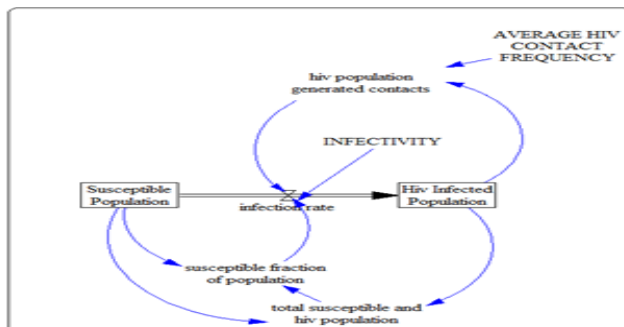 AVERAGE HIV
CONTACT
FREQUENCY
hiv population
generated contacts
INFECTIVITY
Susceptible
Population
infection rate
Hiv Infected
Population
susceptible fraction
of population
total susceptible and
hiv population